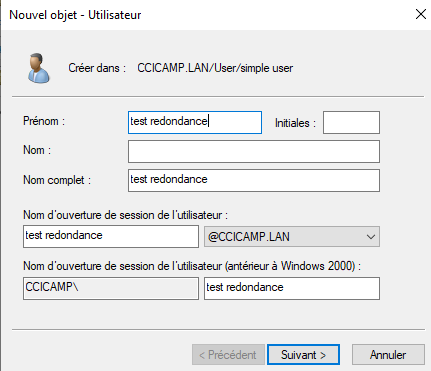 Nouvel objet - Utilisateur
Créer dans : CCICAMP.LAN/User/simple user
Prénom : test redondance Initiales :
Nom :
Nom complet : test redondance
Nom d'ouverture de session de l'utilisateur :
test redondance @CCICAMP.LAN
Nom d'ouverture de session de l'utilisateur (antérieur à Windows 2000) :
CCICAMP\ test redondance
< Précédent Suivant > Annuler